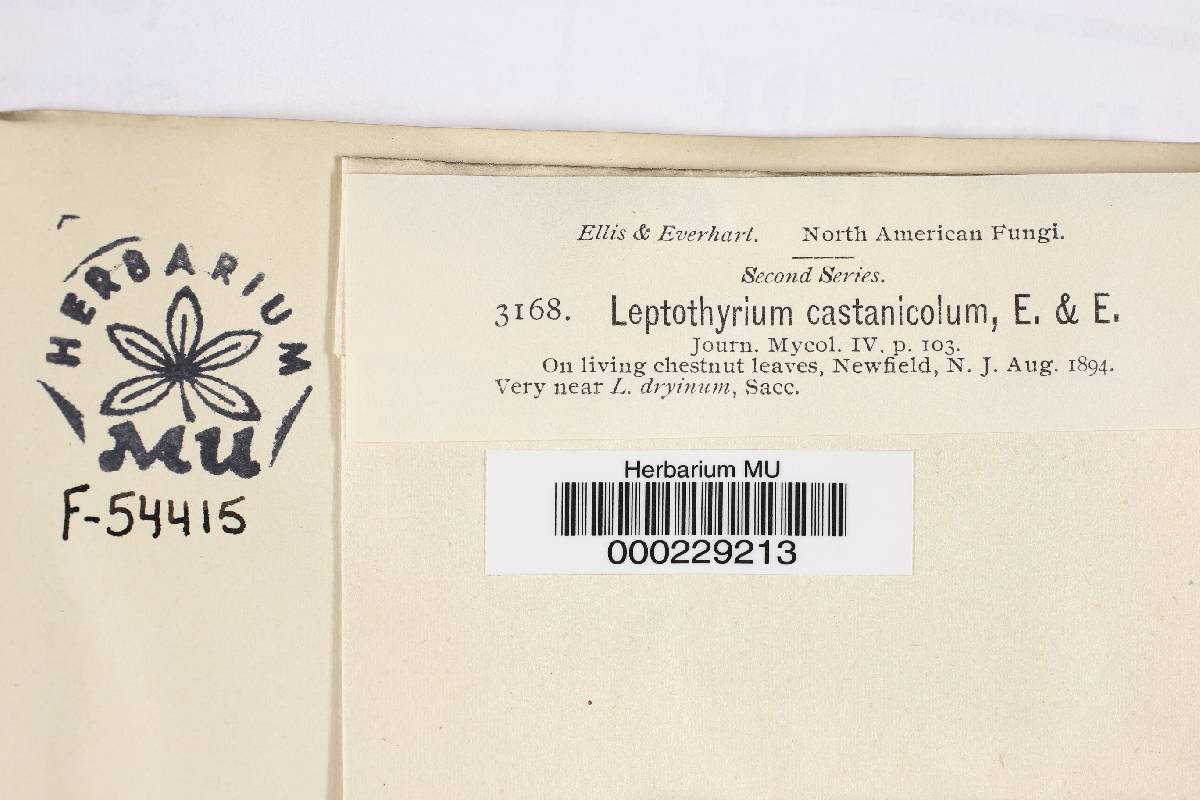 Ellis & Everhart. North American Fungi.
Second Series.
3168. Leptothyrium castanicolum, E. & E.
Journ. Mycol. IV, p. 103.
On living chestnut leaves, Newfield, N. J. Aug. 1894.
Very near L. dryinum, Sacc.
HERBARIUM
MU
F-54415
Herbarium MU
000229213